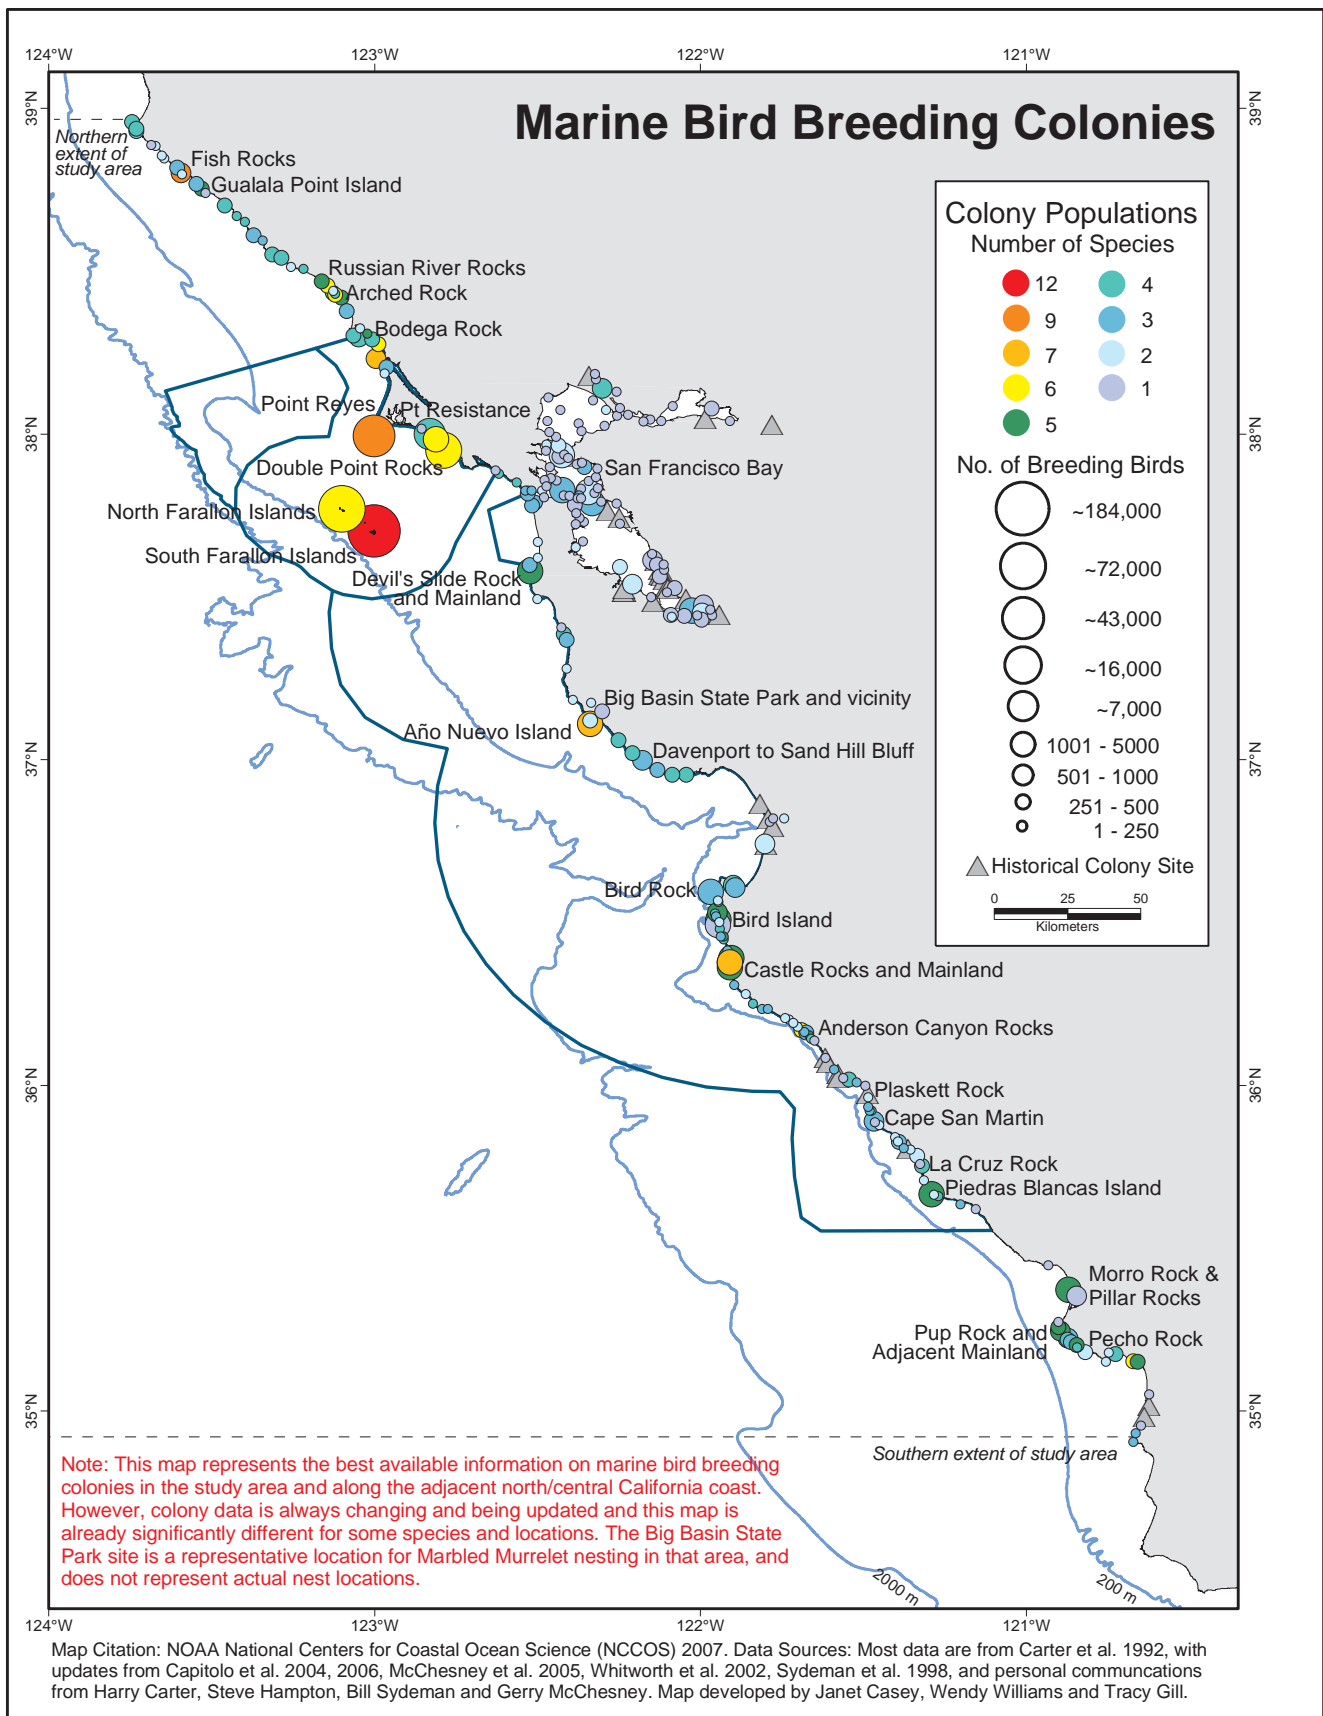 124°W
123°W
122°W
121°W
39°N
39°N
Marine Bird Breeding Colonies
Northern
extent of
study area
Fish Rocks
Gualala Point Island
Russian River Rocks
Arched Rock
Bodega Rock
Point Reyes
Pt Resistance
38°N
38°N
Double Point Rocks
San Francisco Bay
North Farallon Islands
South Farallon Islands
Devil's Slide Rock
and Mainland
Big Basin State Park and vicinity
Año Nuevo Island
Davenport to Sand Hill Bluff
37°N
37°N
Bird Rock
Bird Island
Castle Rocks and Mainland
Anderson Canyon Rocks
36°N
36°N
Plaskett Rock
Cape San Martin
La Cruz Rock
Piedras Blancas Island
Morro Rock &
Pillar Rocks
Pup Rock and
Adjacent Mainland
Pecho Rock
35°N
35°N
Southern extent of study area
2000 m
200 m
Colony Populations
Number of Species
12
4
9
3
7
2
6
1
5
No. of Breeding Birds
~184,000
~72,000
~43,000
~16,000
~7,000
1001 - 5000
501 - 1000
251 - 500
1 - 250
Historical Colony Site
0 25 50
Kilometers
Note: This map represents the best available information on marine bird breeding
colonies in the study area and along the adjacent north/central California coast.
However, colony data is always changing and being updated and this map is
already significantly different for some species and locations. The Big Basin State
Park site is a representative location for Marbled Murrelet nesting in that area, and
does not represent actual nest locations.
124°W
123°W
122°W
121°W
Map Citation: NOAA National Centers for Coastal Ocean Science (NCCOS) 2007. Data Sources: Most data are from Carter et al. 1992, with
updates from Capitolo et al. 2004, 2006, McChesney et al. 2005, Whitworth et al. 2002, Sydeman et al. 1998, and personal communcations
from Harry Carter, Steve Hampton, Bill Sydeman and Gerry McChesney. Map developed by Janet Casey, Wendy Williams and Tracy Gill.